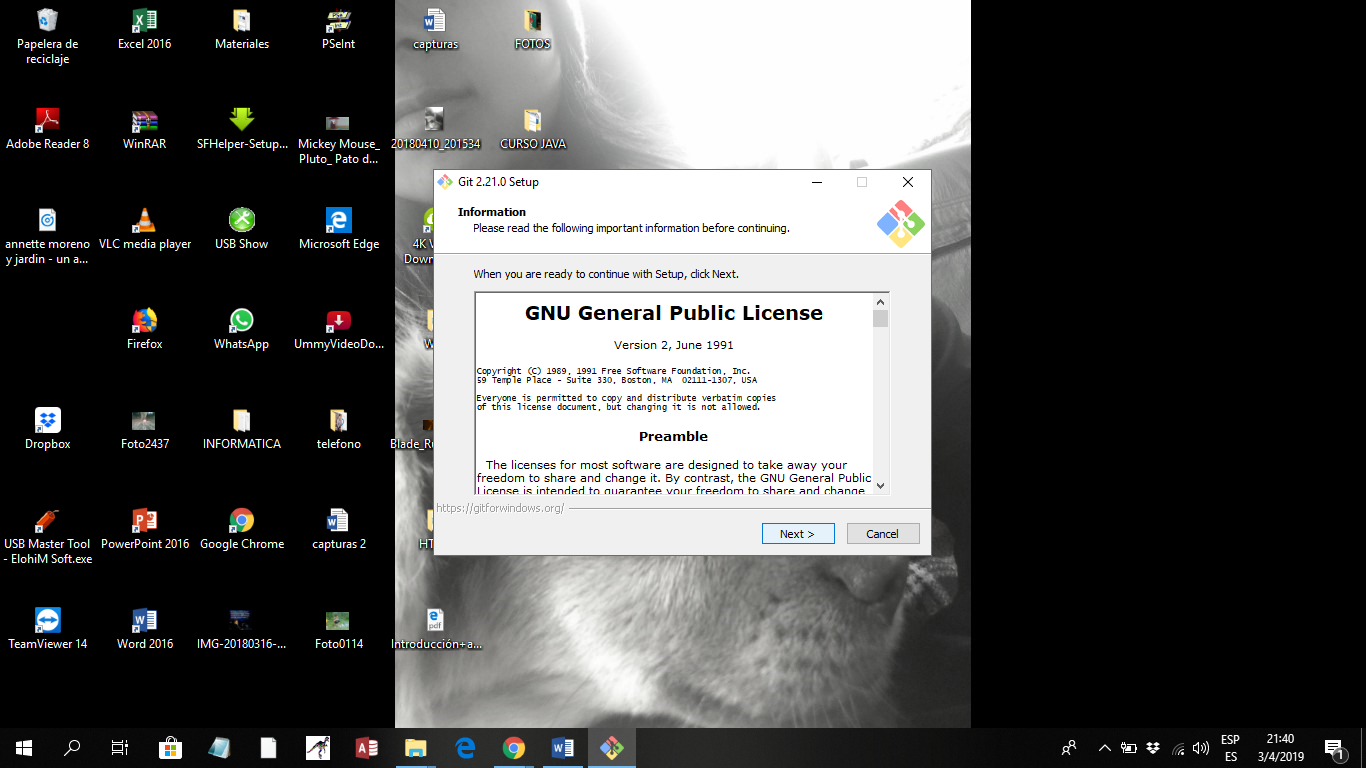 Papelera de
reciclaje
Excel 2016
Materiales
PSeInt
capturas
FOTOS
Adobe Reader 8
WinRAR
SFHelper-Setup...
Mickey Mouse_
Pluto_ Pato d...
20180410_201534
CURSO JAVA
annette moreno
y jardin - un a...
VLC media player
USB Show
Microsoft Edge
Firefox
WhatsApp
UmmyVideoDo...
Dropbox
Foto2437
INFORMATICA
telefono
USB Master Tool
- ElohiM Soft.exe
PowerPoint 2016
Google Chrome
capturas 2
TeamViewer 14
Word 2016
IMG-20180316-...
Foto0114
Introducción+a...
pdf
Git 2.21.0 Setup
Information
Please read the following important information before continuing.
When you are ready to continue with Setup, click Next.
GNU General Public License
Version 2, June 1991
Copyright (C) 1989, 1991 Free Software Foundation, Inc.
59 Temple Place - Suite 330, Boston, MA  02111-1307, USA
Everyone is permitted to copy and distribute verbatim copies
of this license document, but changing it is not allowed.
Preamble
The licenses for most software are designed to take away your
freedom to share and change it. By contrast, the GNU General Public
License is intended to guarantee your freedom to share and change
https://gitforwindows.org/
Next >
Cancel
ESP
ES
21:40
3/4/2019
1